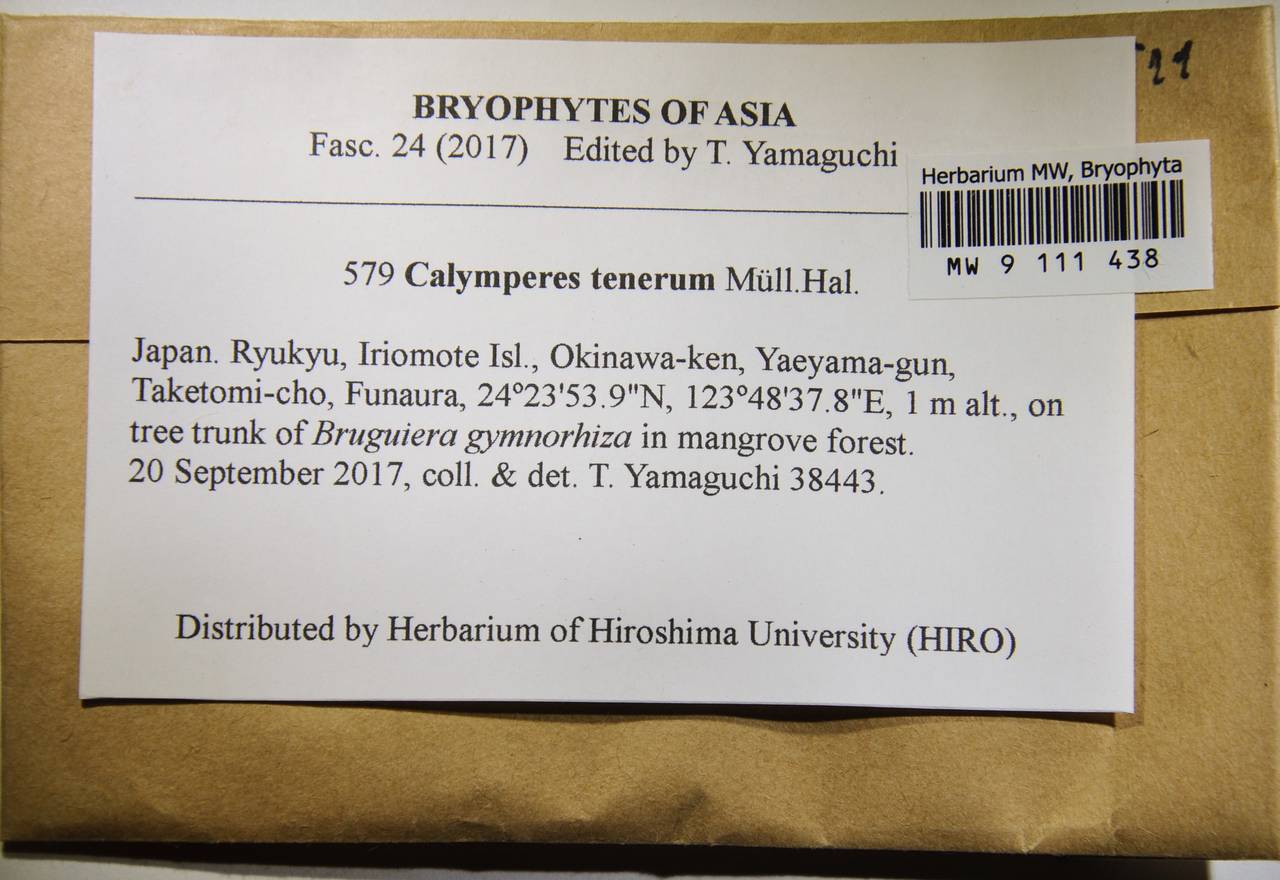 BRYOPHYTES OF ASIA
Fasc. 24 (2017) Edited by T. Yamaguchi
Herbarium MW, Bryophyta
MW 9 111 438
579 Calymperes tenerum Müll.Hal.
Japan. Ryukyu, Iriomote Isl., Okinawa-ken, Yaeyama-gun,
Taketomi-cho, Funaura, 24°23'53.9"N, 123°48'37.8"E, 1 m alt., on
tree trunk of Bruguiera gymnorhiza in mangrove forest.
20 September 2017, coll. & det. T. Yamaguchi 38443.
Distributed by Herbarium of Hiroshima University (HIRO)